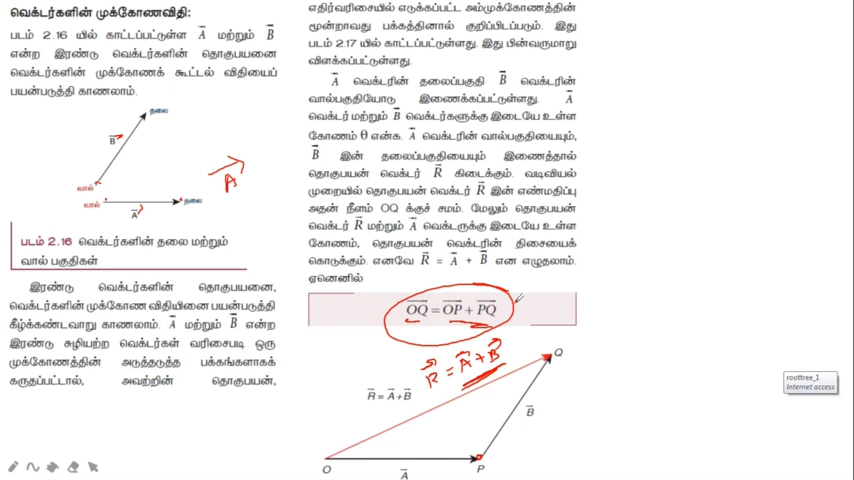 வெக்டர்களின் முக்கோணவிதி:
படம் 2.16 யில் காட்டப்பட்டுள்ள A⃗ மற்றும் B⃗
என்ற இரண்டு வெக்டர்களின் தொகுபயனை
வெக்டர்களின் முக்கோணக் கூட்டல் விதியைப்
பயன்படுத்தி காணலாம்.
தலை
B⃗
வால்
வால்
தலை
A⃗
A⃗
படம் 2.16 வெக்டர்களின் தலை மற்றும்
வால் பகுதிகள்
இரண்டு வெக்டர்களின் தொகுபயனை,
வெக்டர்களின் முக்கோண விதியினை பயன்படுத்தி
கீழ்க்கண்டவாறு காணலாம். A⃗ மற்றும் B⃗ என்ற
இரண்டு சுழியற்ற வெக்டர்கள் வரிசைபடி ஒரு
முக்கோணத்தின் அடுத்தடுத்த பக்கங்களாகக்
கருதப்பட்டால், அவற்றின் தொகுபயன்,
எதிர்வரிசையில் எடுக்கப்பட்ட அம்முக்கோணத்தின்
மூன்றாவது பக்கத்தினால் குறிப்பிடப்படும். இது
படம் 2.17 யில் காட்டப்பட்டுள்ளது. இது பின்வருமாறு
விளக்கப்பட்டுள்ளது.
A⃗ வெக்டரின் தலைப்பகுதி B⃗ வெக்டரின்
வால்பகுதியோடு இணைக்கப்பட்டுள்ளது. A⃗
வெக்டர் மற்றும் B⃗ வெக்டர்களுக்கு இடையே உள்ள
கோணம் θ என்க. A⃗ வெக்டரின் வால்பகுதியையும்,
B⃗ இன் தலைப்பகுதியையும் இணைத்தால்
தொகுபயன் வெக்டர் R⃗ கிடைக்கும். வடிவியல்
முறையில் தொகுபயன் வெக்டர் R⃗ இன் எண்மதிப்பு
அதன் நீளம் OQ க்குச் சமம். மேலும் தொகுபயன்
வெக்டர் R⃗ மற்றும் A⃗ வெக்டருக்கு இடையே உள்ள
கோணம், தொகுபயன் வெக்டரின் திசையைக்
கொடுக்கும். எனவே R⃗ = A⃗ + B⃗ என எழுதலாம்.
ஏனெனில்
OQ⃗ = OP⃗ + PQ⃗
R⃗ = A⃗ + B⃗
Q
R⃗ = A⃗ + B⃗
B⃗
O
P
A⃗
roottree_1
Internet access